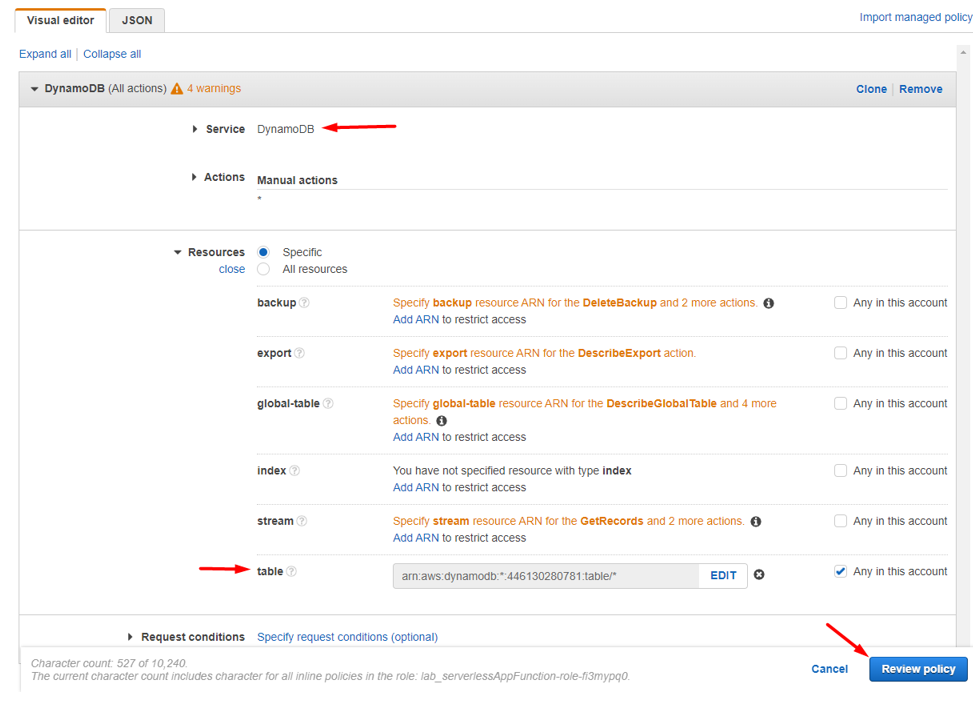 Visual editor
JSON
Import managed policy
Expand all | Collapse all
DynamoDB (All actions) 4 warnings
Clone | Remove
Service DynamoDB
Actions Manual actions
*
Resources Specific
close All resources
backup Specify backup resource ARN for the DeleteBackup and 2 more actions. Any in this account
Add ARN to restrict access
export Specify export resource ARN for the DescribeExport action. Any in this account
Add ARN to restrict access
global-table Specify global-table resource ARN for the DescribeGlobalTable and 4 more Any in this account
actions.
Add ARN to restrict access
index You have not specified resource with type index Any in this account
Add ARN to restrict access
stream Specify stream resource ARN for the GetRecords and 2 more actions. Any in this account
Add ARN to restrict access
table arn:aws:dynamodb:*:446130280781:table/* EDIT Any in this account
Request conditions Specify request conditions (optional)
Character count: 527 of 10,240.
The current character count includes character for all inline policies in the role: lab_serverlessAppFunction-role-fi3mypq0.
Cancel Review policy